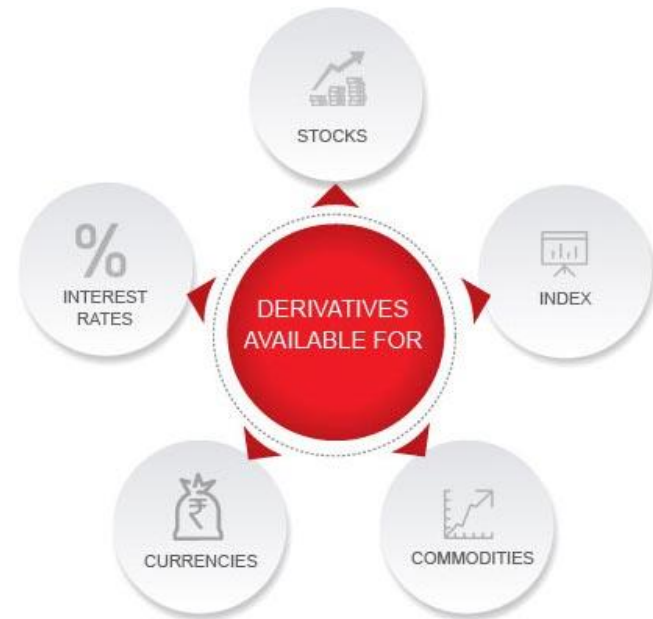 STOCKS
%
INTEREST
RATES
INDEX
DERIVATIVES
AVAILABLE FOR
₹
CURRENCIES
COMMODITIES